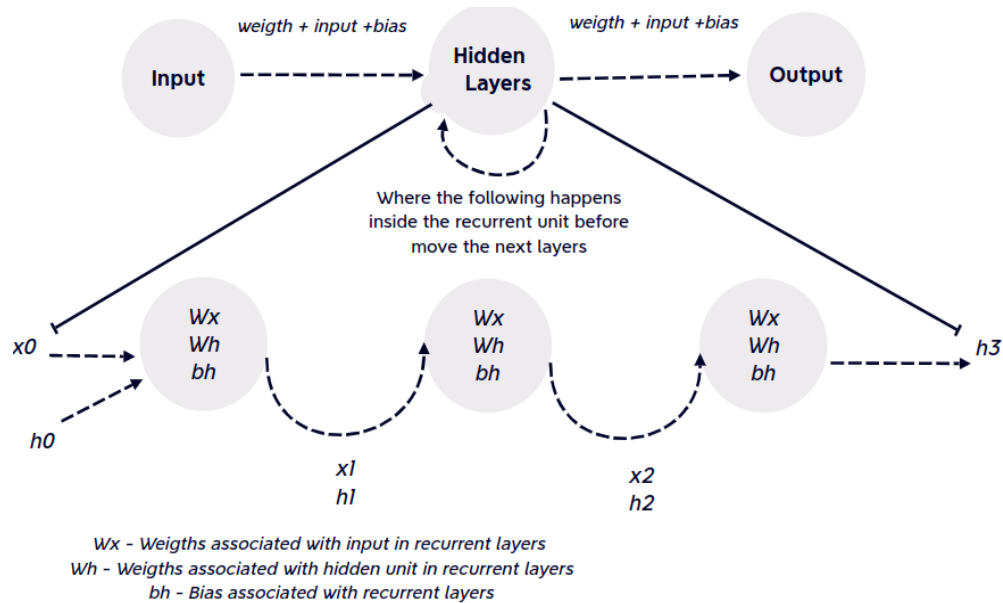 weigth + input +bias
weigth + input +bias
Input
Hidden
Layers
Output
Where the following happens
inside the recurrent unit before
move the next layers
x0
h0
Wx
Wh
bh
Wx
Wh
bh
Wx
Wh
bh
h3
x1
h1
x2
h2
Wx - Weigths associated with input in recurrent layers
Wh - Weigths associated with hidden unit in recurrent layers
bh - Bias associated with recurrent layers